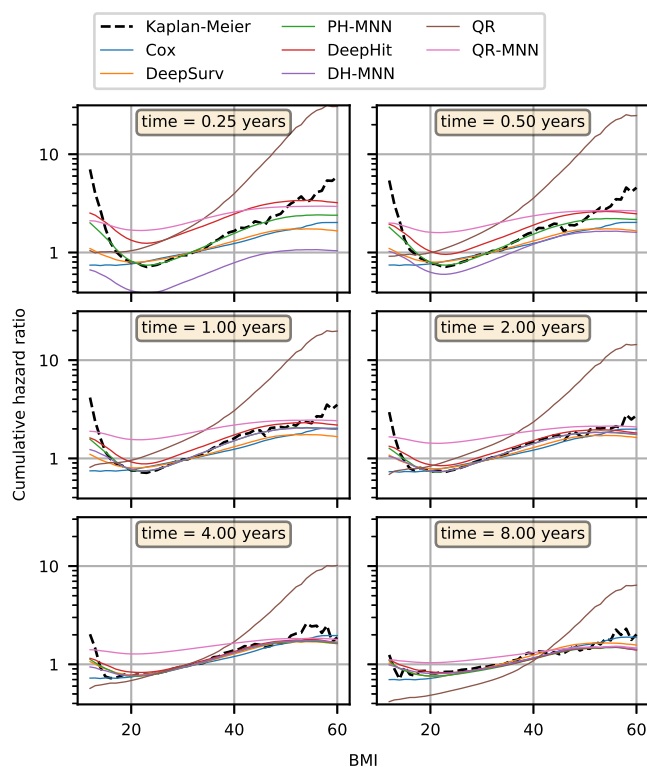 Kaplan-Meier PH-MNN QR
Cox DeepHit QR-MNN
DeepSurv DH-MNN
time = 0.25 years time = 0.50 years
10
1
time = 1.00 years time = 2.00 years
10
1
time = 4.00 years time = 8.00 years
10
1
20 40 60 20 40 60
Cumulative hazard ratio
BMI